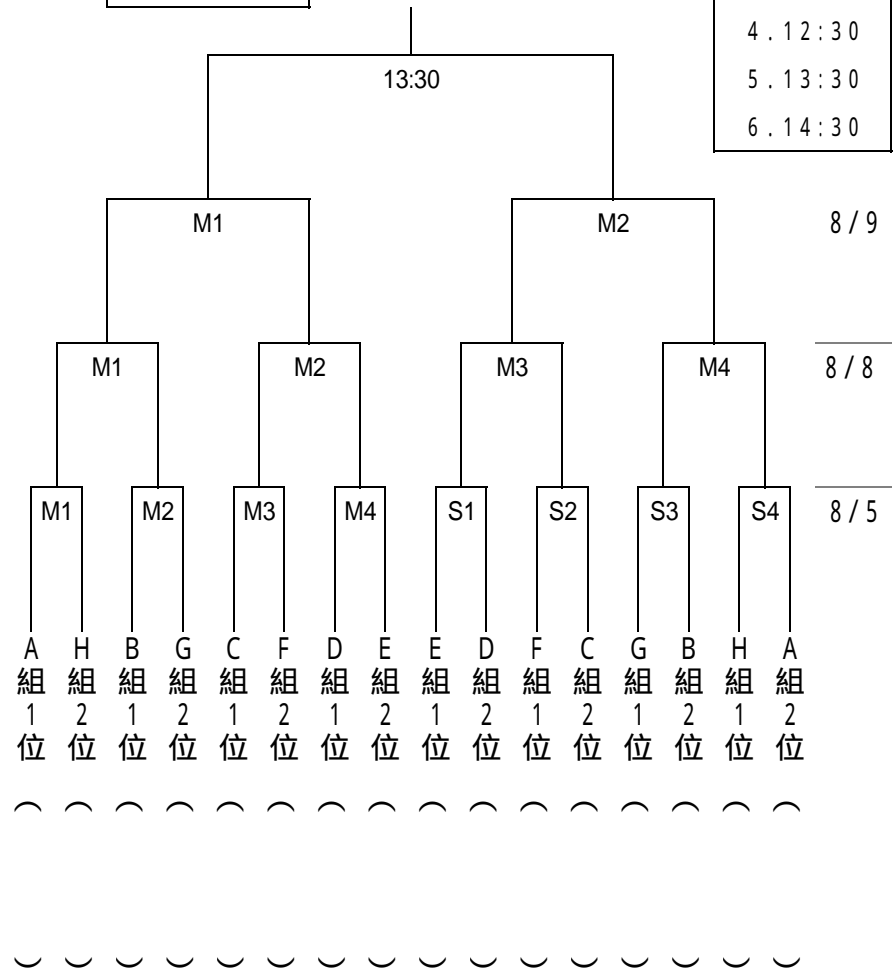 4.12:30
13:30
5.13:30
6.14:30
M1 M2 8/9
M1 M2 M3 M4 8/8
M1 M2 M3 M4 S1 S2 S3 S4 8/5
A組1位
H組2位
B組1位
G組2位
C組1位
F組2位
D組1位
E組2位
E組1位
D組2位
F組1位
C組2位
G組1位
B組2位
H組1位
A組2位
( ) ( ) ( ) ( ) ( ) ( ) ( ) ( ) ( ) ( ) ( ) ( ) ( ) ( ) ( ) ( )